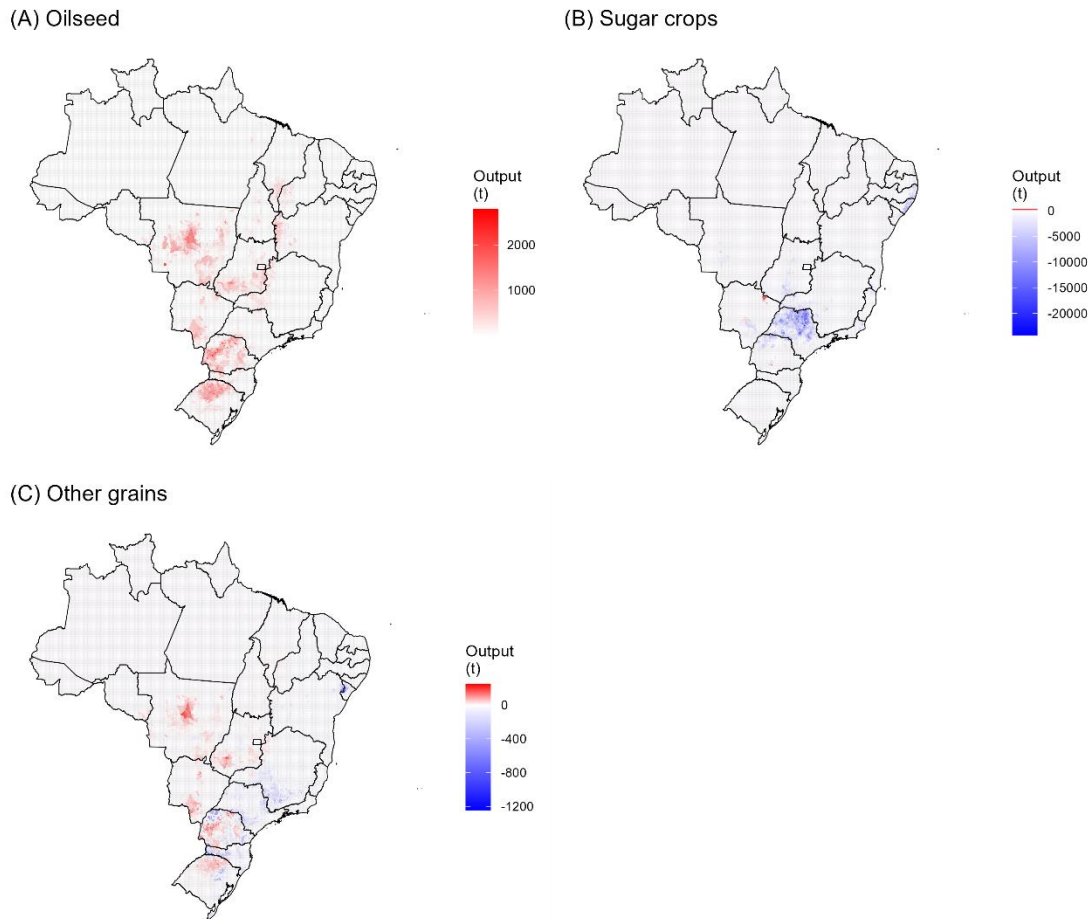 (A) Oilseed
(B) Sugar crops
Output
(t)
2000
1000
Output
(t)
0
-5000
-10000
-15000
-20000
(C) Other grains
Output
(t)
0
-400
-800
-1200